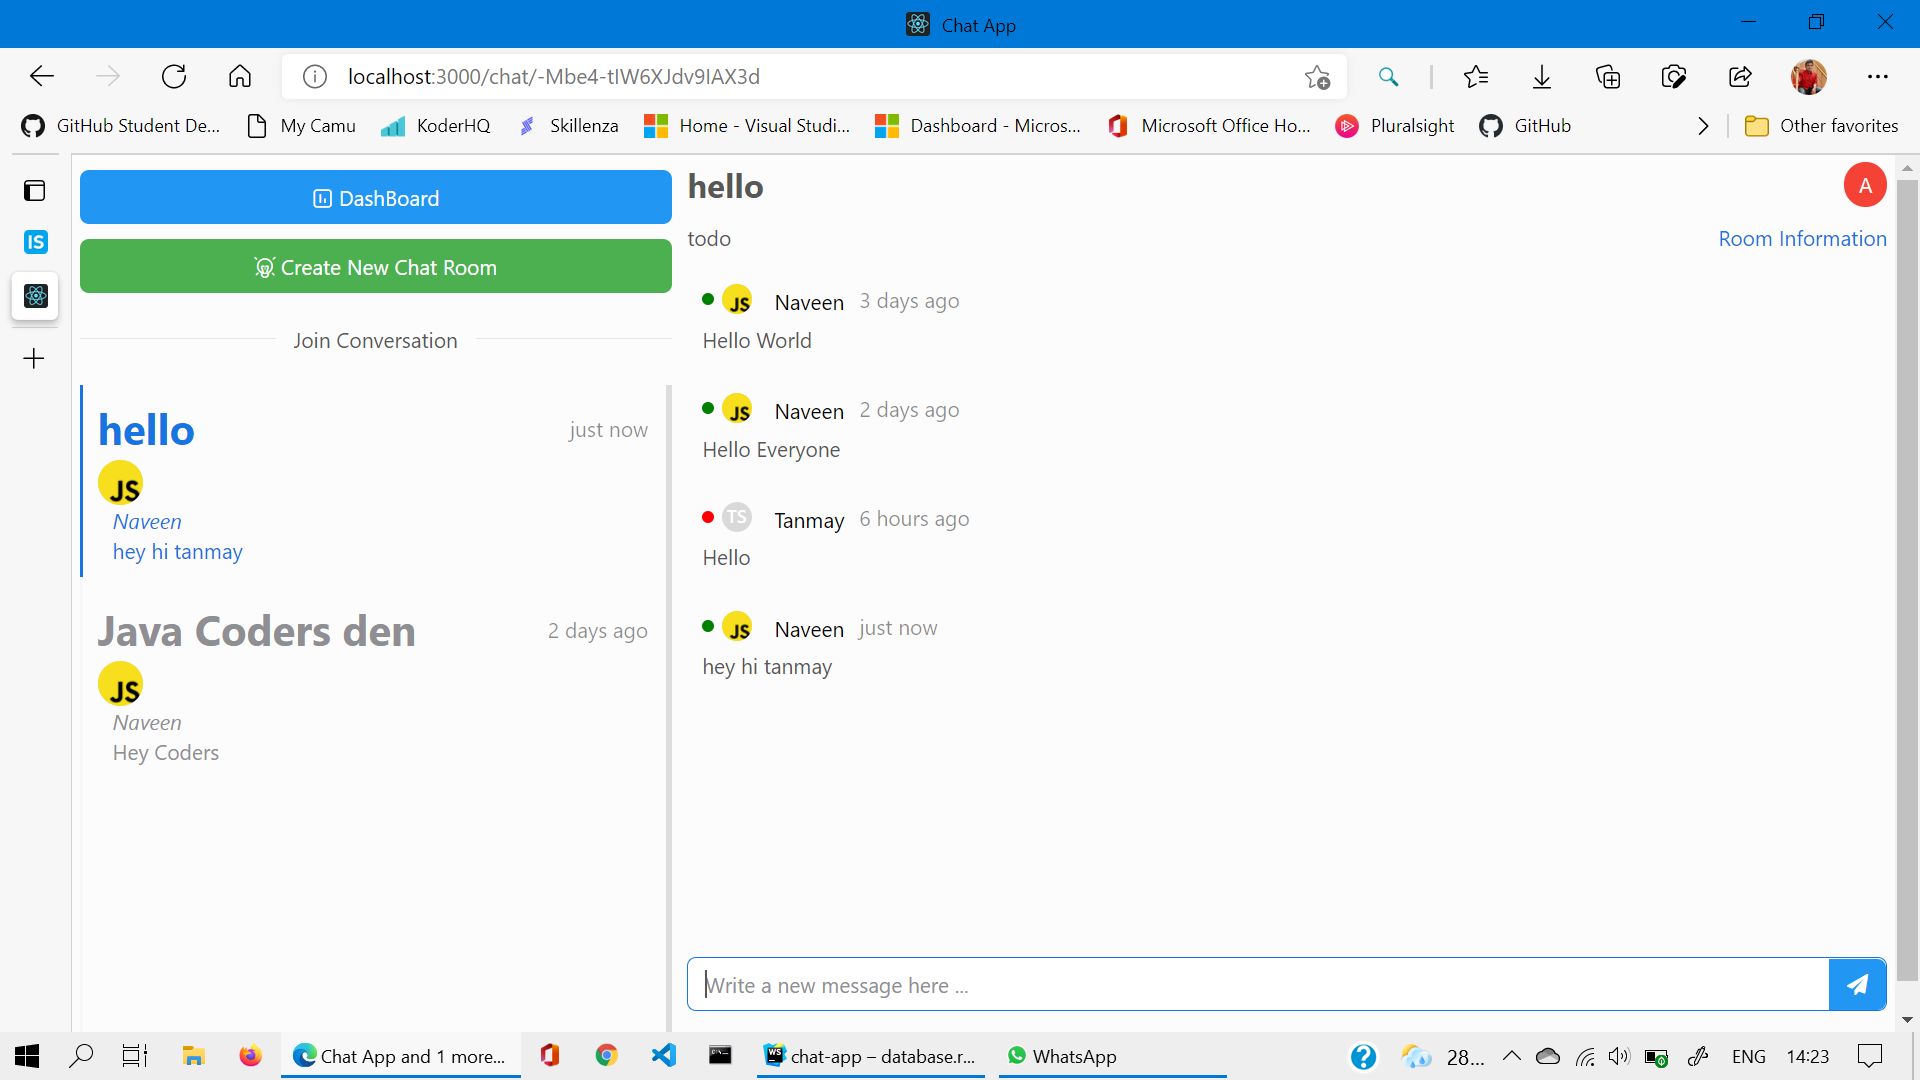 Chat App
localhost:3000/chat/-Mbe4-tIW6XJdv9IAX3d
GitHub Student De...
My Camu
KoderHQ
Skillenza
Home - Visual Studi...
Dashboard - Micros...
Microsoft Office Ho...
Pluralsight
GitHub
Other favorites
IS
DashBoard
Create New Chat Room
Join Conversation
hello
just now
JS
Naveen
hey hi tanmay
Java Coders den
2 days ago
JS
Naveen
Hey Coders
hello
A
todo
Room Information
JS Naveen 3 days ago
Hello World
JS Naveen 2 days ago
Hello Everyone
TS Tanmay 6 hours ago
Hello
JS Naveen just now
hey hi tanmay
Write a new message here ...
Chat App and 1 more...
WS
chat-app – database.r...
WhatsApp
28...
ENG
14:23